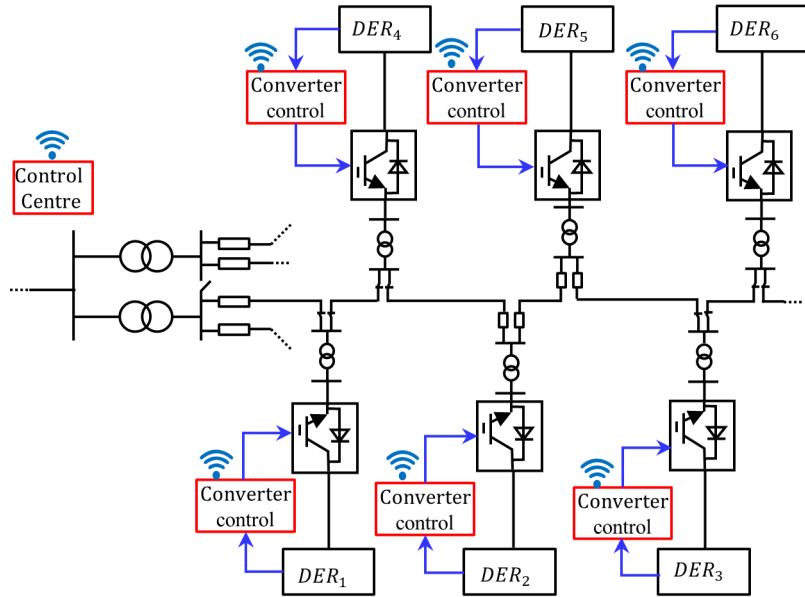 DER₄
DER₅
DER₆
Converter
control
Converter
control
Converter
control
Control
Centre
Converter
control
Converter
control
Converter
control
DER₁
DER₂
DER₃